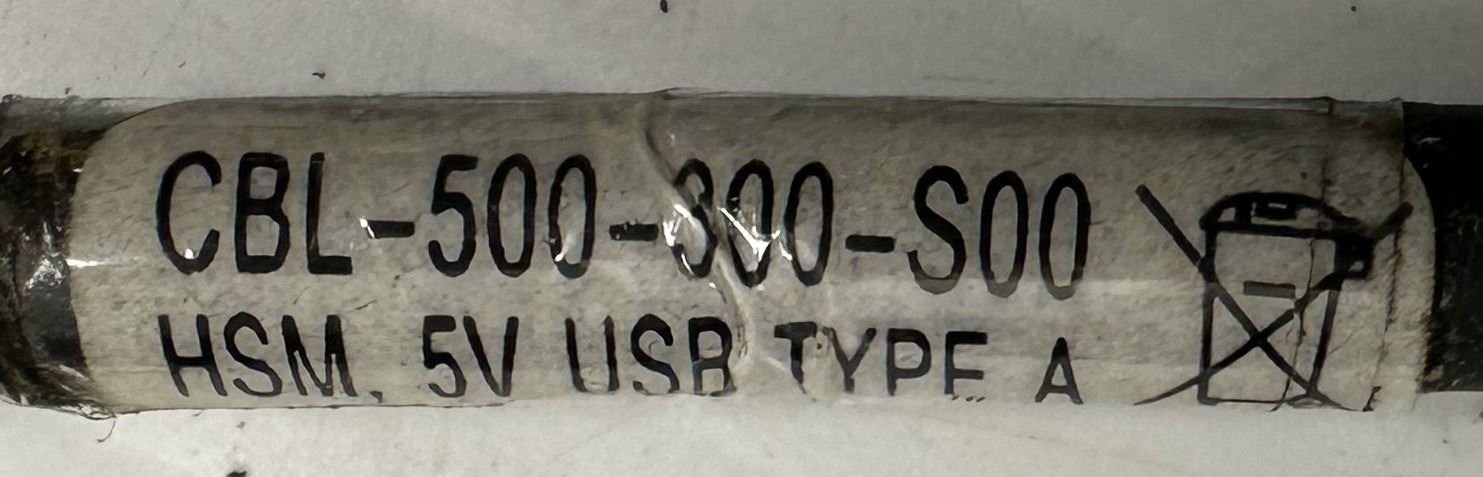 CBL-500-300-S00
HSM, 5V USB TYPE A